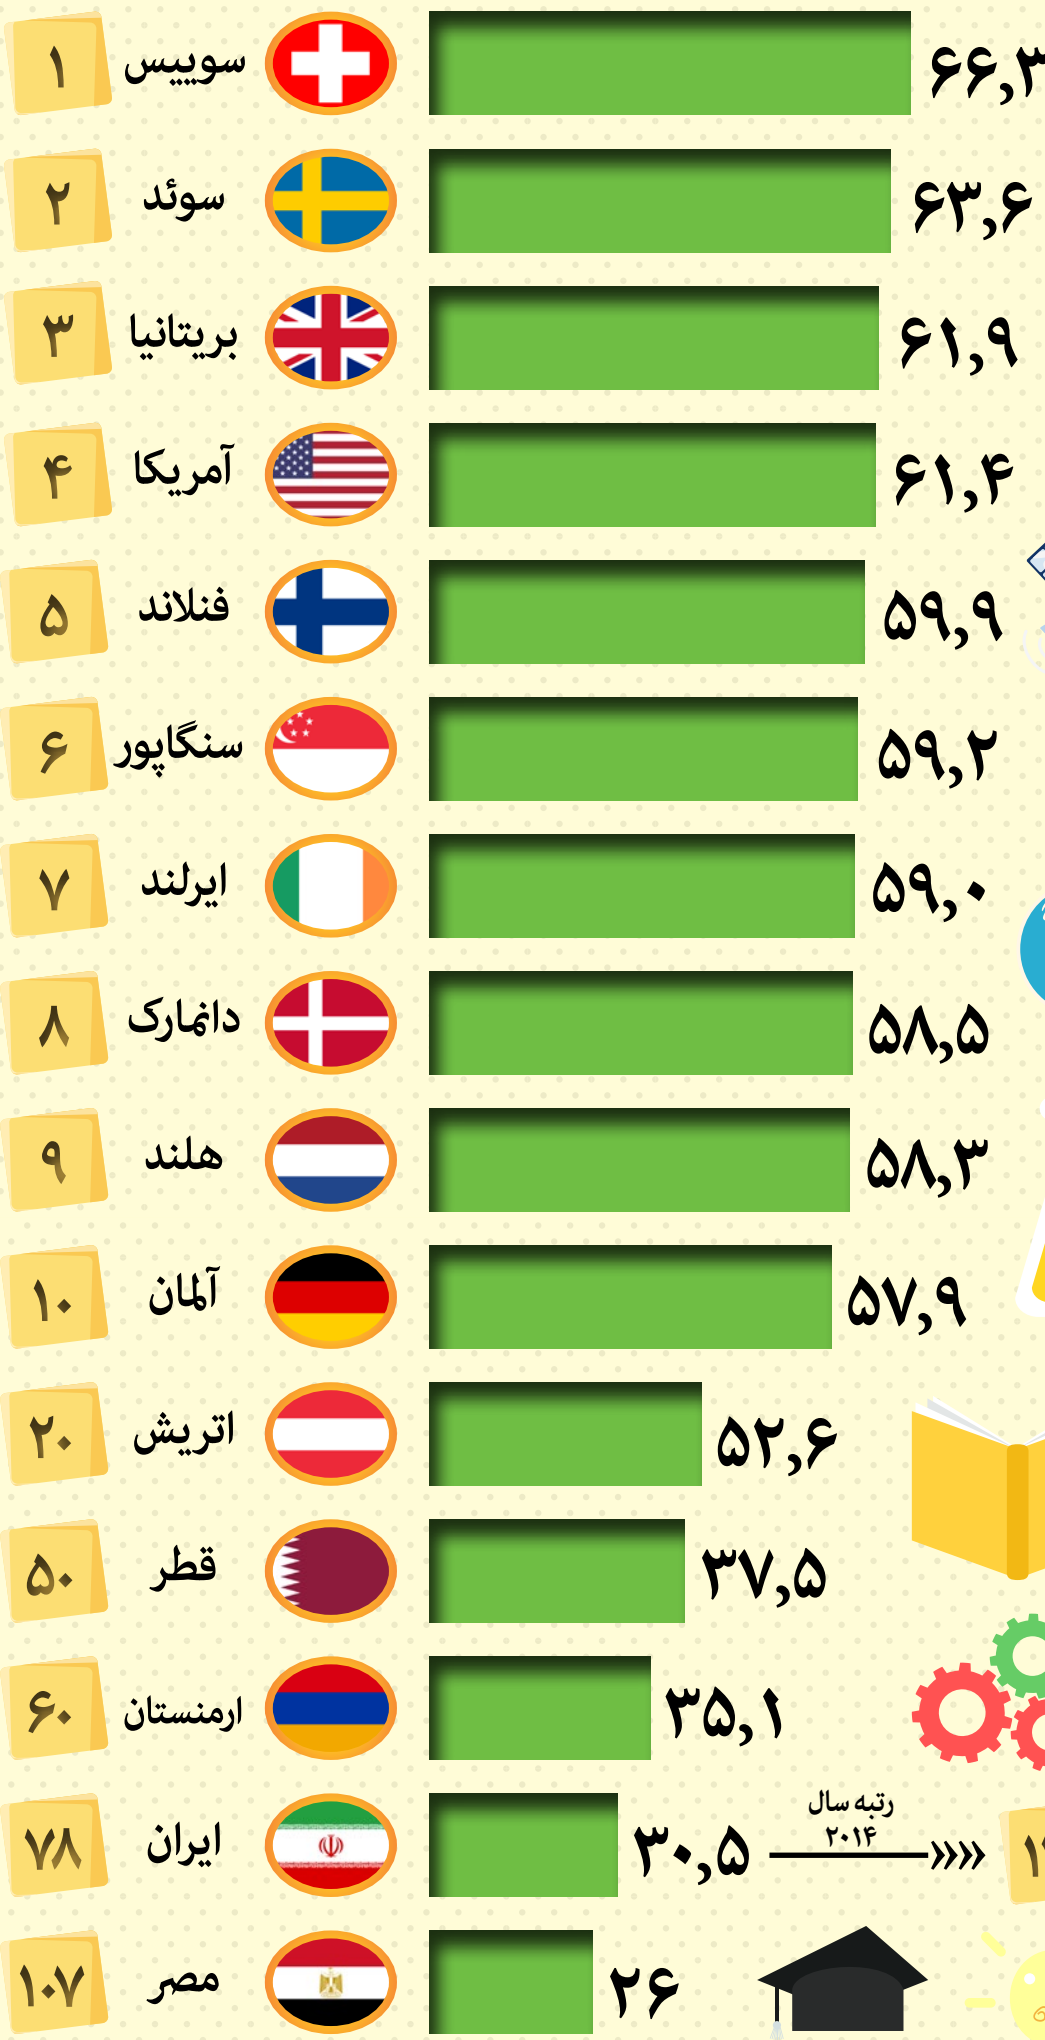 ۱ سوییس ۶۶,۳
۲ سوئد ۶۳,۶
۳ بریتانیا ۶۱,۹
۴ آمریکا ۶۱,۴
۵ فنلاند ۵۹,۹
۶ سنگاپور ۵۹,۲
۷ ایرلند ۵۹,۰
۸ دانمارک ۵۸,۵
۹ هلند ۵۸,۳
۱۰ آلمان ۵۷,۹
۲۰ اتریش ۵۲,۶
۵۰ قطر ۳۷,۵
۶۰ ارمنستان ۳۵,۱
رتبه سال
۲۰۱۴
۷۸ ایران ۳۰,۵
۱۰۷ مصر ۲۶